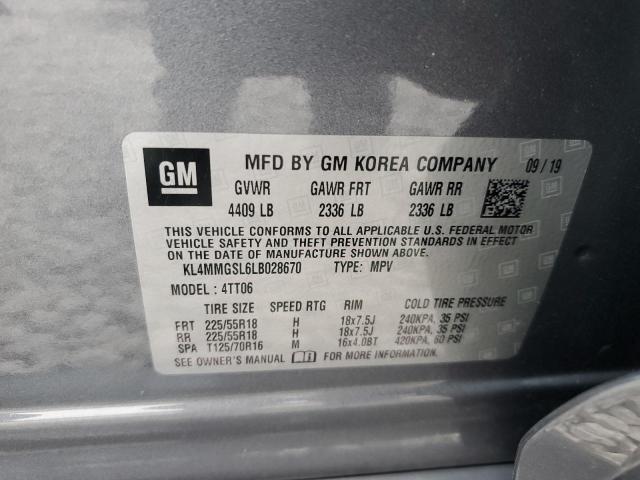 GM MFD BY GM KOREA COMPANY 09/19
GVWR GAWR FRT GAWR RR
4409 LB 2336 LB 2336 LB
THIS VEHICLE CONFORMS TO ALL APPLICABLE U.S. FEDERAL MOTOR
VEHICLE SAFETY AND THEFT PREVENTION STANDARDS IN EFFECT
ON THE DATE OF MANUFACTURE SHOWN ABOVE.
KL4MMGSL6LB028670 TYPE: MPV
MODEL: 4TT06
TIRE SIZE SPEED RTG RIM COLD TIRE PRESSURE
FRT 225/55R18 H 18x7.5J 240KPA, 35 PSI
RR 225/55R18 H 18x7.5J 240KPA, 35 PSI
SPA T125/70R16 M 16x4.0BT 420KPA, 60 PSI
SEE OWNER'S MANUAL FOR MORE INFORMATION.